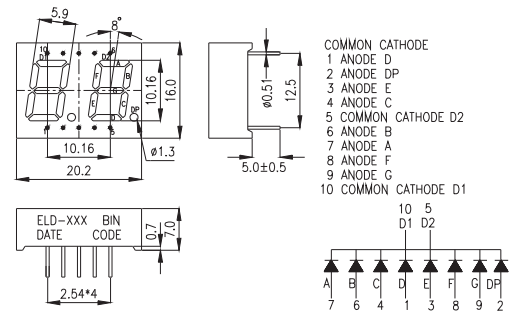 5.9
8°
10
6
D1
D2
A
F
B
G
E
C
D
DP
1
5
10.16
16.0
10.16
20.2
ø1.3
ø0.51
12.5
5.0±0.5
COMMON CATHODE
1 ANODE D
2 ANODE DP
3 ANODE E
4 ANODE C
5 COMMON CATHODE D2
6 ANODE B
7 ANODE A
8 ANODE F
9 ANODE G
10 COMMON CATHODE D1
ELD-XXX BIN
DATE CODE
0.7
7.0
2.54*4
10 5
D1 D2
A B C D E F G DP
7 6 4 1 3 8 9 2